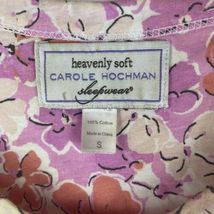 heavenly soft
CAROLE HOCHMAN
sleepwear®
100% Cotton
Made in China
S